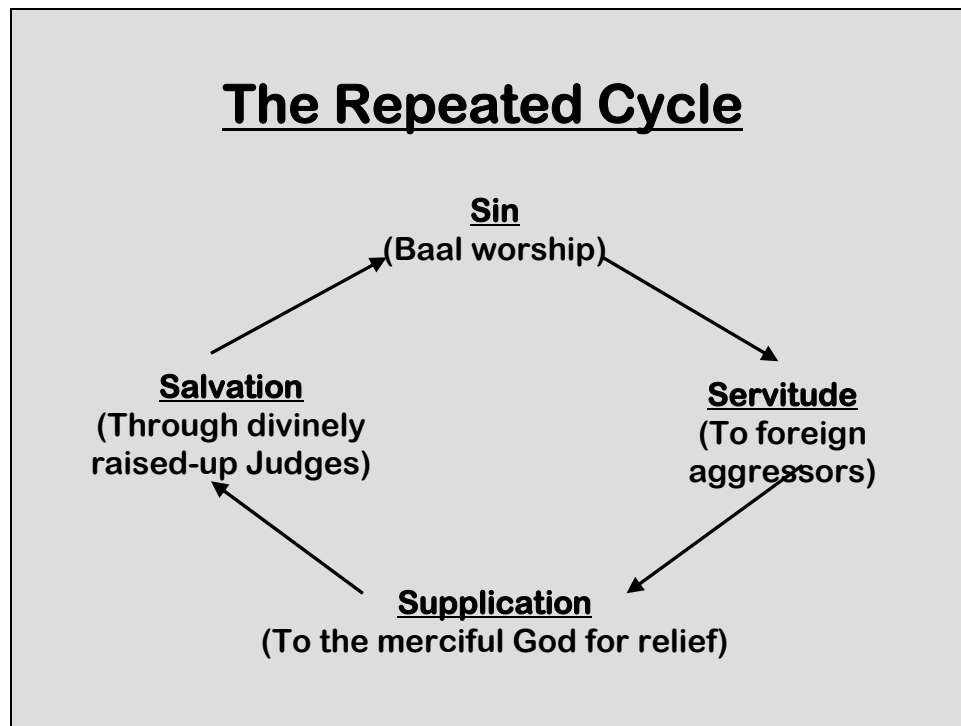 The Repeated Cycle
Sin
(Baal worship)
Salvation
(Through divinely
raised-up Judges)
Servitude
(To foreign
aggressors)
Supplication
(To the merciful God for relief)